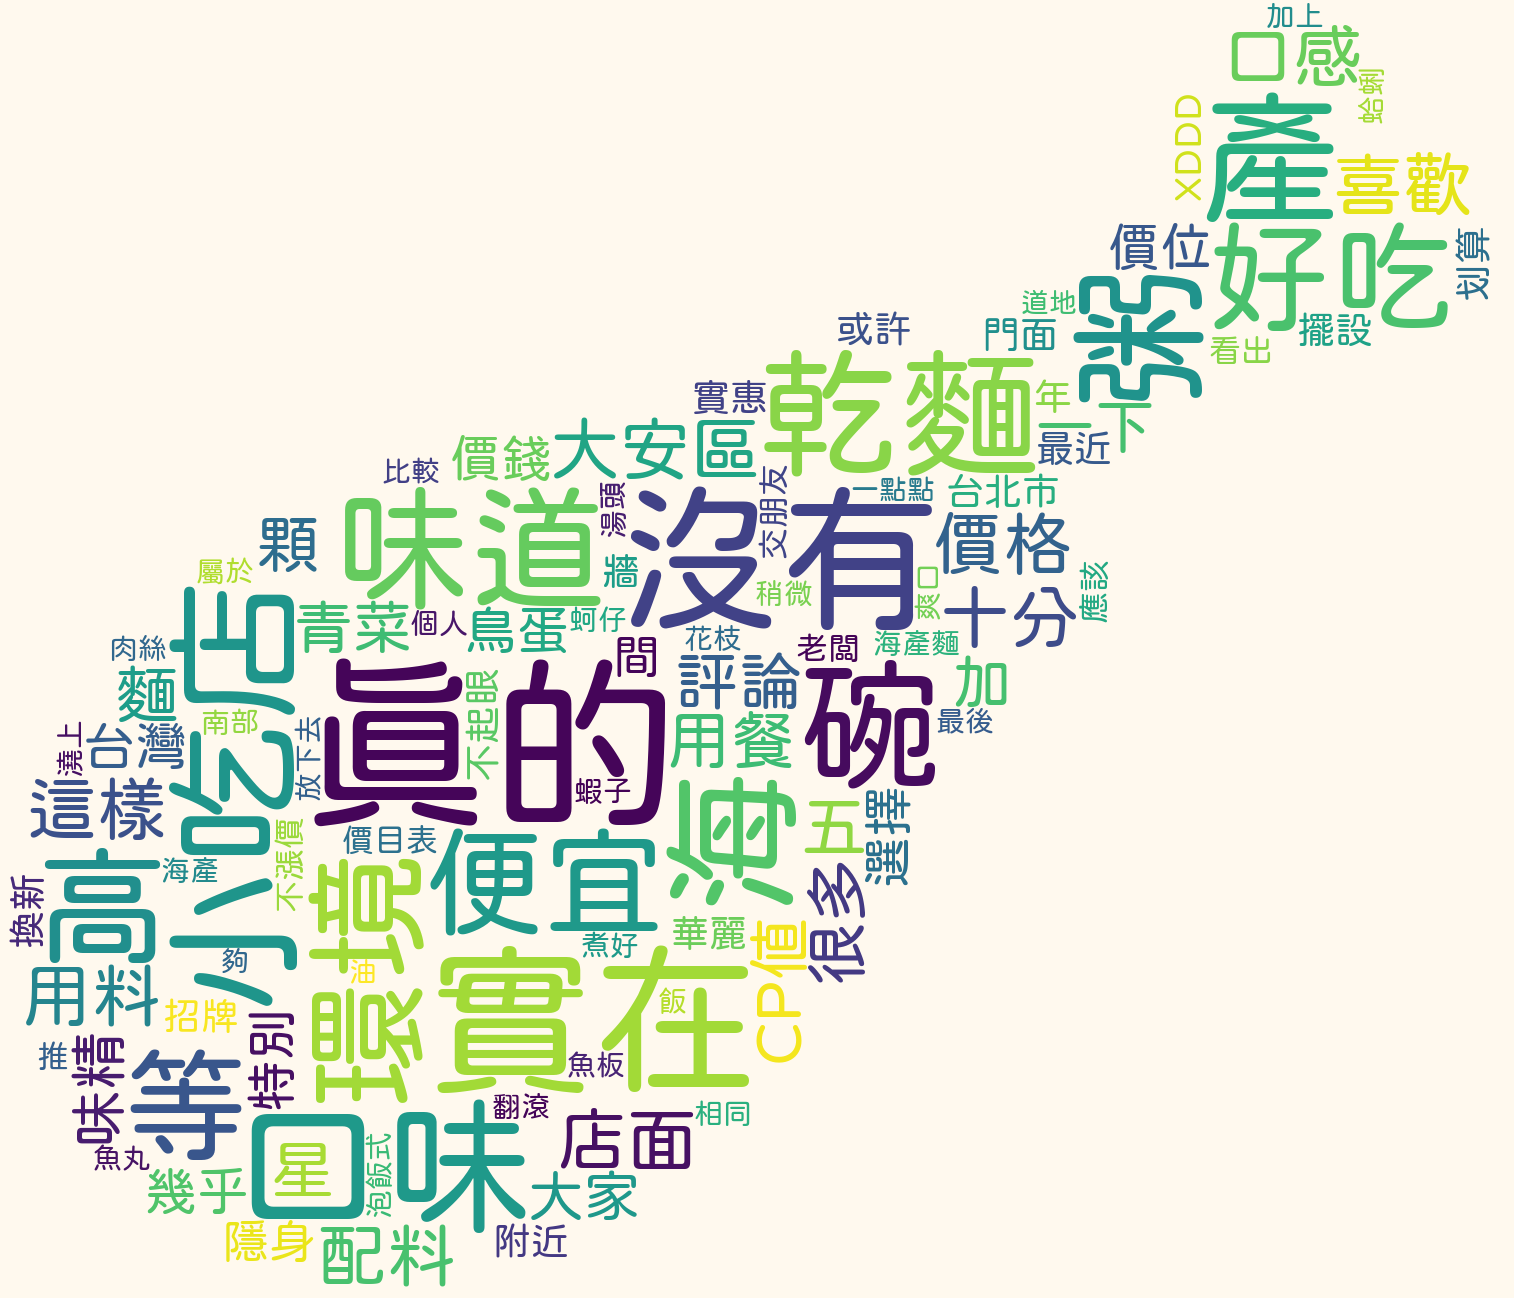 加上
口感
蛤蜊
XDDD
產
喜歡
價位
好吃
划算
道地
粥
擺設
或許
門面
看出
實惠
乾麵
年
一下
最近
大安區
價錢
比較
味道
湯頭
沒有
交朋友
一點點
台北市
顆
價格
屬於
牆
稍微
爽口
十分
應該
青菜
個人
鳥蛋
蚵仔
小吃店
肉絲
間
花枝
老闆
海產麵
麵
真的
不起眼
評論
碗
加
南部
放下去
用餐
最後
澆上
台灣
蝦子
這樣
海
五
選擇
價目表
便宜
高
海產
不漲價
環境
很多
換新
華麗
CP值
夠
煮好
油
實在
用料
飯
招牌
特別
推
味精
等
魚板
翻滾
相同
口味
星
店面
魚丸
泡飯式
幾乎
大家
隱身
配料
附近